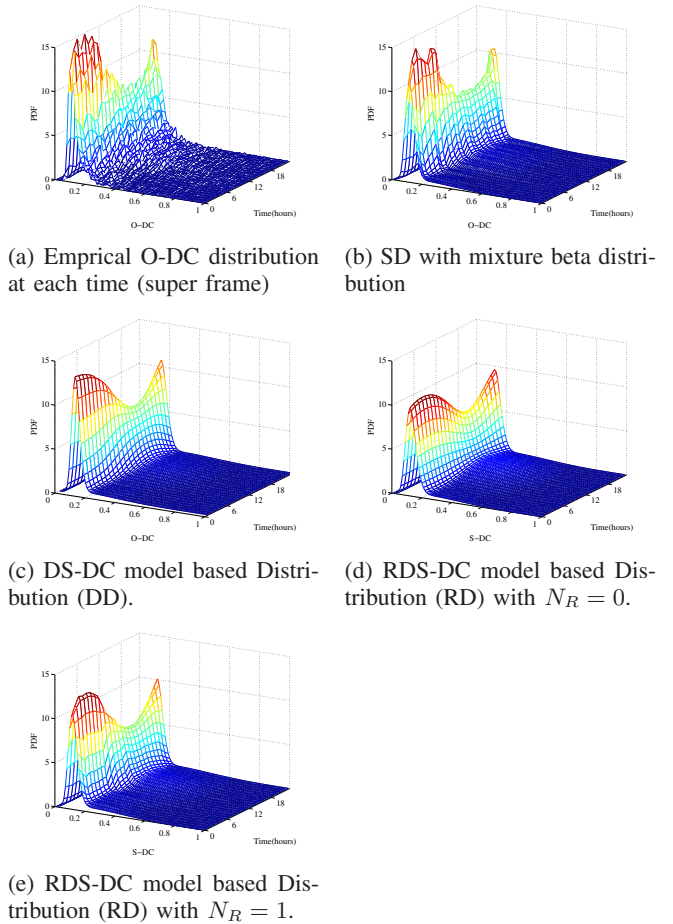 15
10
5
0
PDF
0.2
0.4
0.6
0.8
1
0
6
12
18
Time(hours)
O−DC
(a) Emprical O-DC distribution
at each time (super frame)
15
10
5
0
PDF
0.2
0.4
0.6
0.8
1
0
6
12
18
Time(hours)
O−DC
(b) SD with mixture beta distri-
bution
15
10
5
0
PDF
0
0.2
0.4
0.6
0.8
1
0
6
12
18
Time(hours)
O−DC
(c) DS-DC model based Distri-
bution (DD).
15
10
5
0
PDF
0
0.2
0.4
0.6
0.8
1
0
6
12
18
Time(hours)
S−DC
(d) RDS-DC model based Dis-
tribution (RD) with N_R = 0.
15
10
5
0
PDF
0
0.2
0.4
0.6
0.8
1
0
6
12
18
Time(hours)
S−DC
(e) RDS-DC model based Dis-
tribution (RD) with N_R = 1.